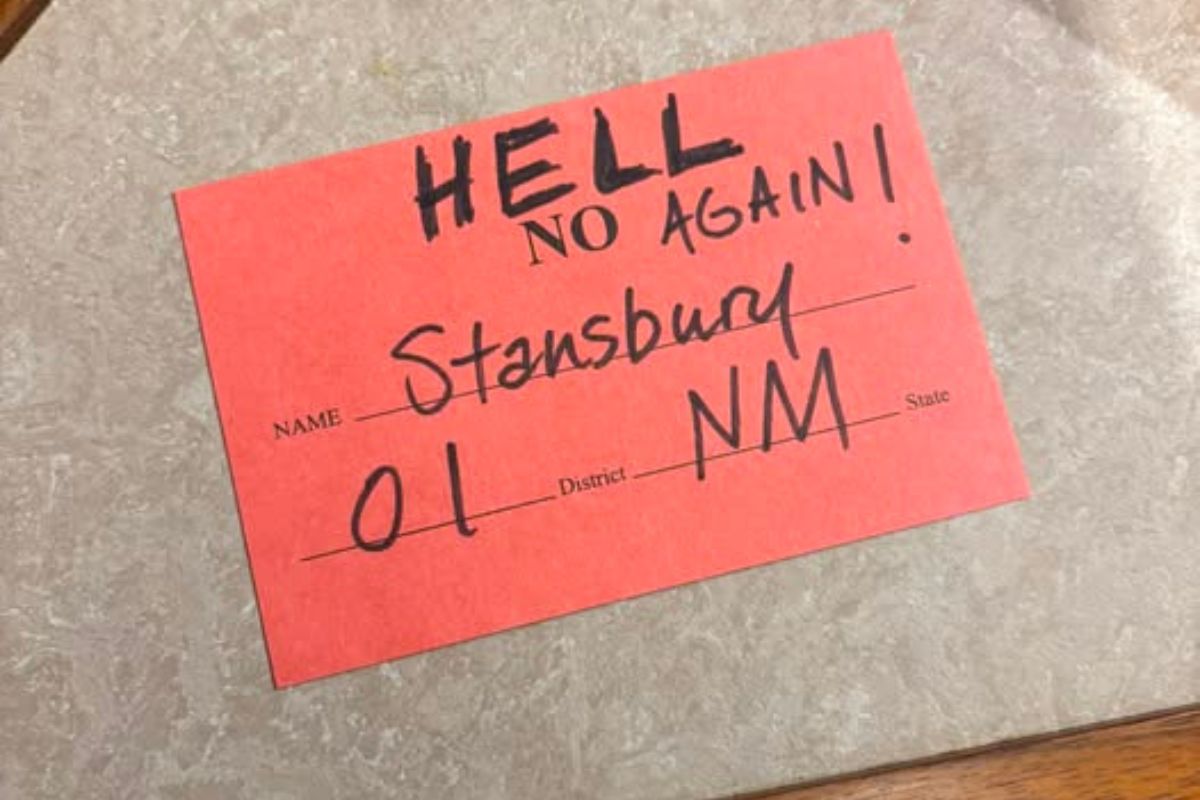 HELL
NO AGAIN!
NAME Stansbury
01 District NM State